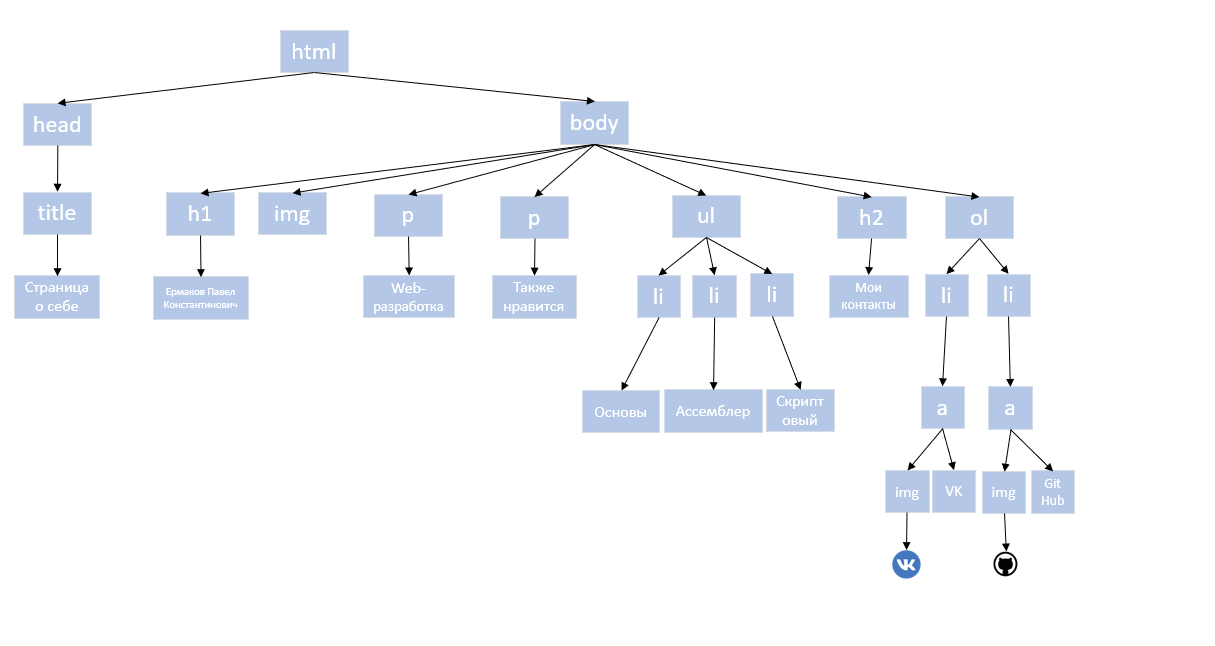 html
head
body
title
h1
img
p
p
ul
h2
ol
Страница
о себе
Ермаков Павел
Константинович
Web-
разработка
Также
нравится
li
li
li
Мои
контакты
li
li
Основы
Ассемблер
Скрипт
овый
a
a
img
VK
img
Git
Hub